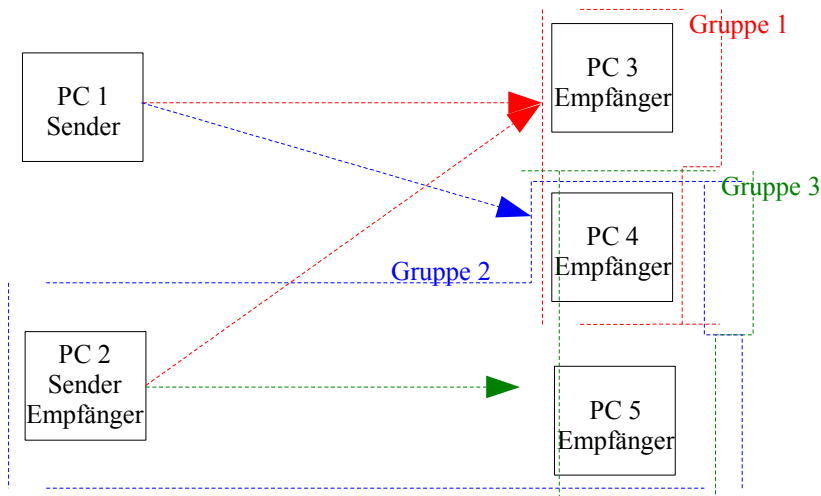 Gruppe 1
PC 1
Sender
PC 3
Empfänger
Gruppe 3
PC 4
Empfänger
Gruppe 2
PC 2
Sender
Empfänger
PC 5
Empfänger